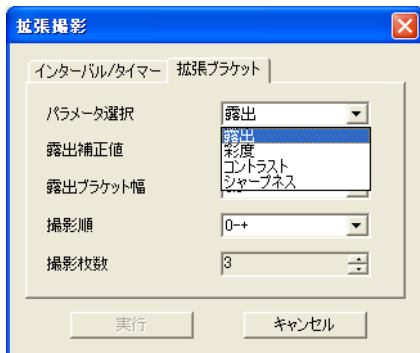 拡張撮影
インターバル/タイマー 拡張ブラケット
パラメータ選択 露出
露出
彩度
コントラスト
シャープネス
露出補正値
露出ブラケット幅
撮影順 0-+
撮影枚数 3
実行 キャンセル